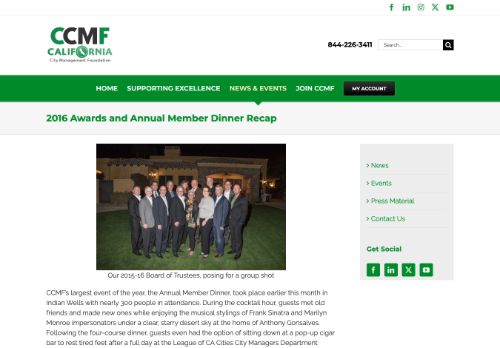 CCMF
CALIFORNIA
City Management Foundation
844-226-3411
Search...
HOME SUPPORTING EXCELLENCE NEWS & EVENTS JOIN CCMF MY ACCOUNT
2016 Awards and Annual Member Dinner Recap
Our 2015-16 Board of Trustees, posing for a group shot
CCMF's largest event of the year, the Annual Member Dinner, took place earlier this month in
Indian Wells with nearly 300 people in attendance. During the cocktail hour, guests met old
friends and made new ones while enjoying the musical stylings of Frank Sinatra and Marilyn
Monroe impersonators under a clear, starry desert sky at the home of Anthony Gonsalves.
Following the four-course dinner, guests even had the option of sitting down at a pop-up cigar
bar to rest tired feet after a full day at the League of CA Cities City Managers Department
News
Events
Press Material
Contact Us
Get Social